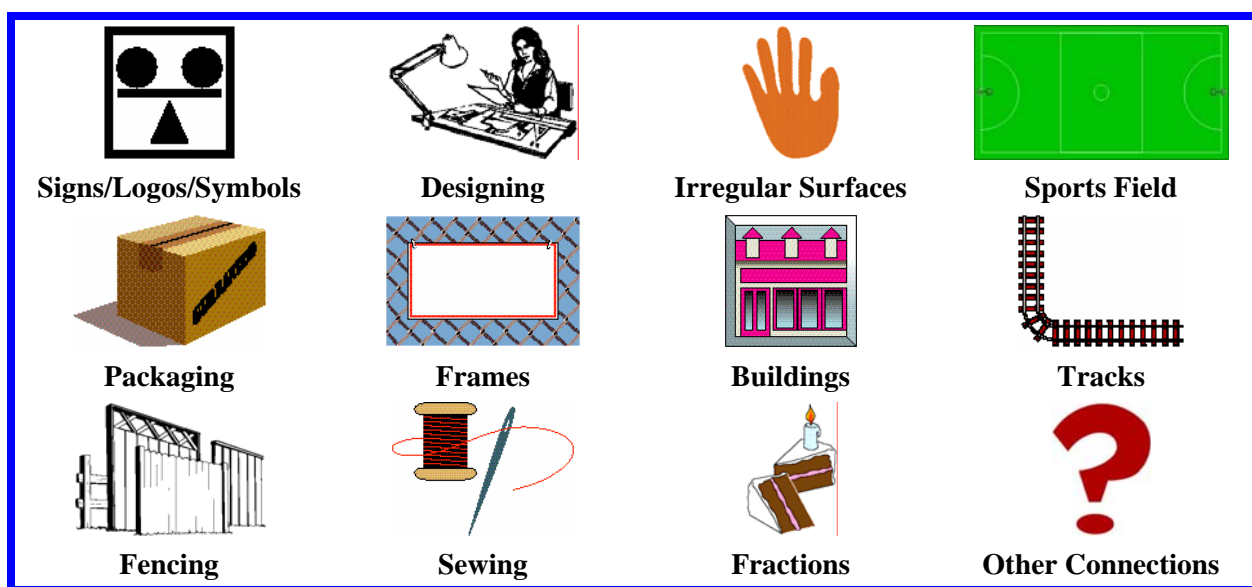 Signs/Logos/Symbols
Designing
Irregular Surfaces
Sports Field
Packaging
Frames
Buildings
Tracks
Fencing
Sewing
Fractions
Other Connections